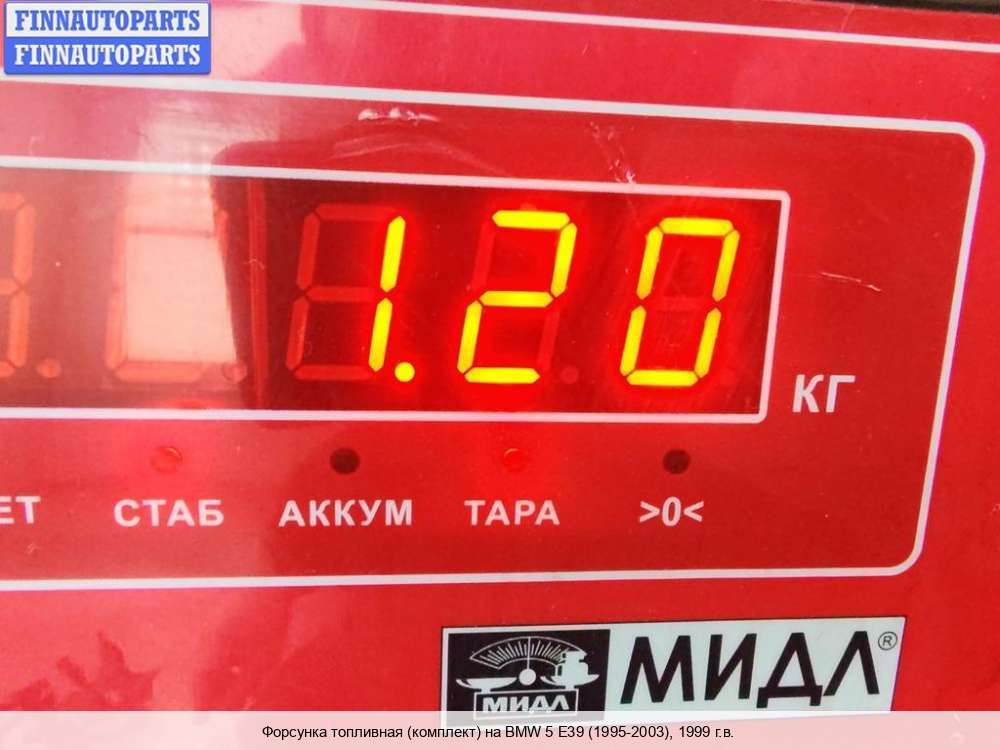 FINNAUTOPARTS
FINNAUTOPARTS
1.20
КГ
ЕТ СТАБ АККУМ ТАРА >0<
МИДЛ МИДЛ®
Форсунка топливная (комплект) на BMW 5 E39 (1995-2003), 1999 г.в.